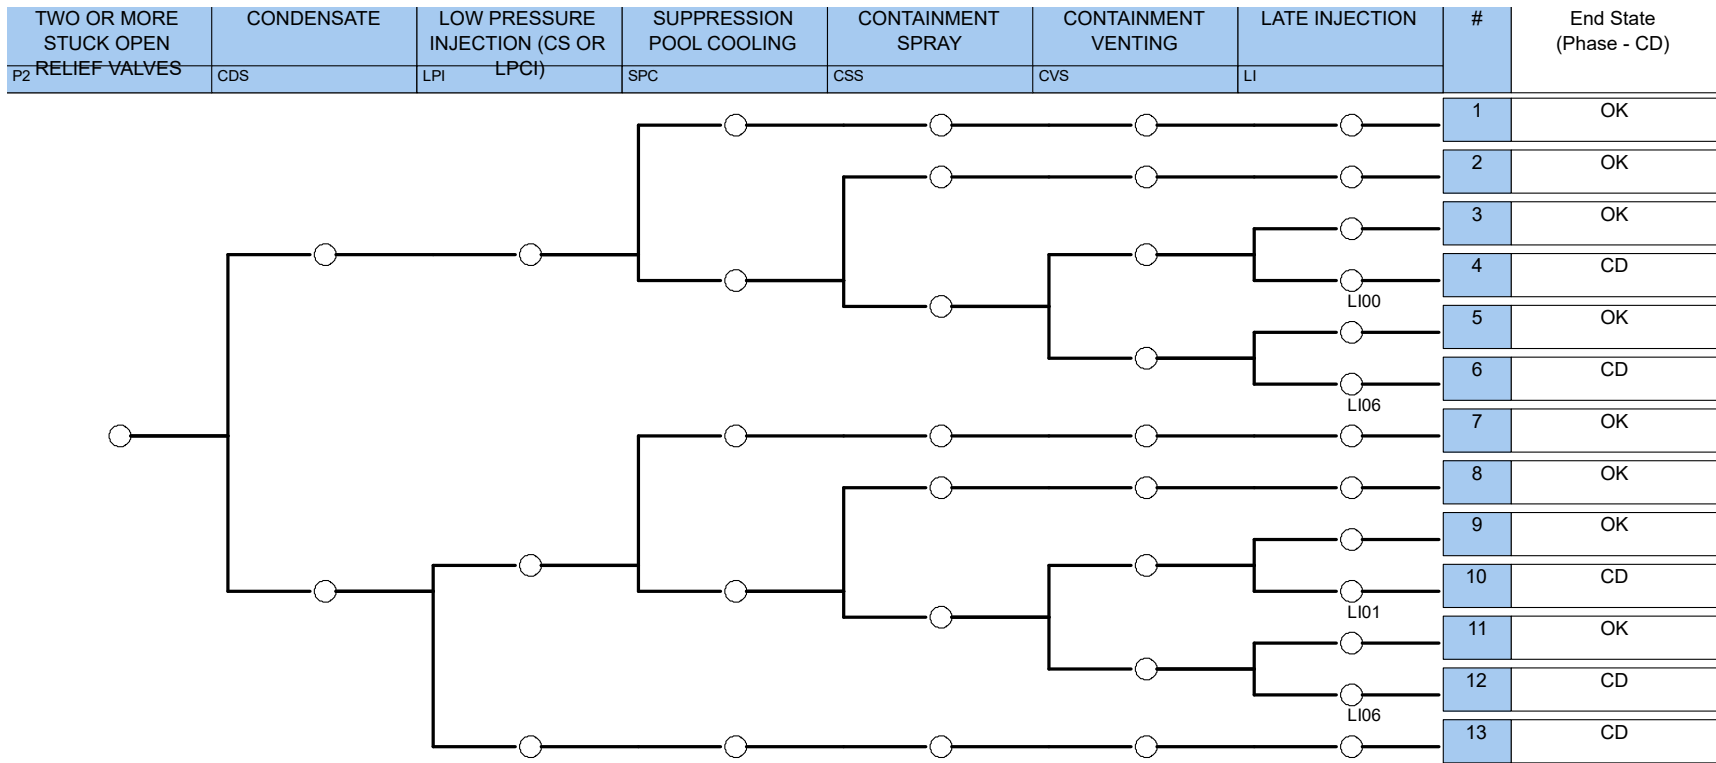 TWO OR MORE
STUCK OPEN
RELIEF VALVES
P2
CONDENSATE
CDS
LOW PRESSURE
INJECTION (CS OR
LPCI)
LPI
SUPPRESSION
POOL COOLING
SPC
CONTAINMENT
SPRAY
CSS
CONTAINMENT
VENTING
CVS
LATE INJECTION
LI
#
End State
(Phase - CD)
1 OK
2 OK
3 OK
4 CD
LI00
5 OK
6 CD
LI06
7 OK
8 OK
9 OK
10 CD
LI01
11 OK
12 CD
LI06
13 CD